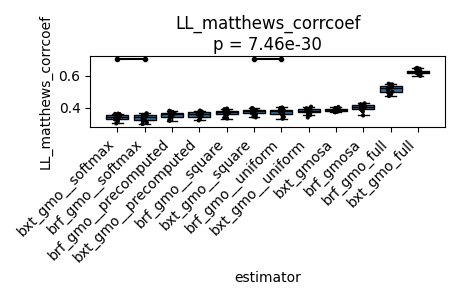 LL_matthews_corrcoef
p = 7.46e-30
LL_matthews_corrcoef
0.6
0.4
bxt_gmo__softmax
brf_gmo__softmax
brf_gmo__precomputed
bxt_gmo__precomputed
brf_gmo__square
bxt_gmo__square
brf_gmo__uniform
bxt_gmo__uniform
bxt_gmosa
brf_gmosa
brf_gmo_full
bxt_gmo_full
estimator